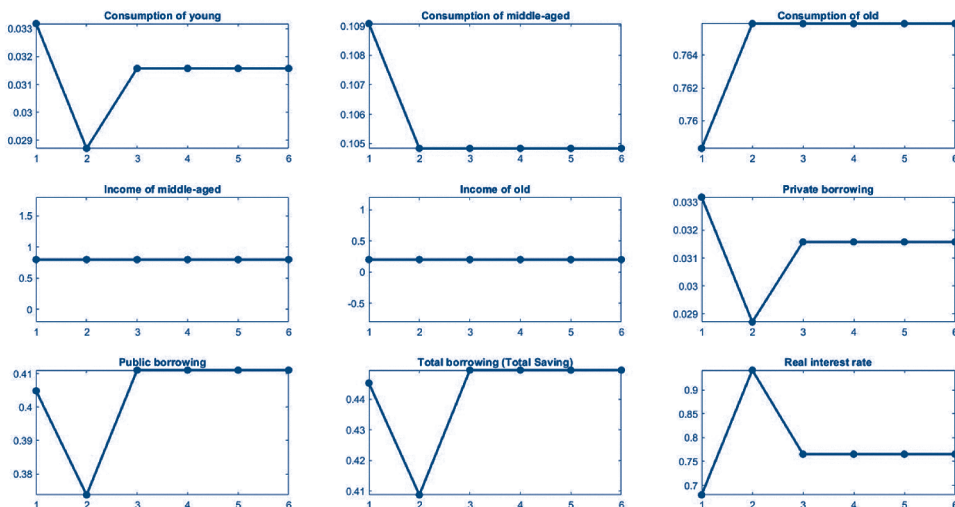 Consumption of young
0.033
0.032
0.031
0.03
0.029
1 2 3 4 5 6
Consumption of middle-aged
0.109
0.108
0.107
0.106
0.105
1 2 3 4 5 6
Consumption of old
0.764
0.762
0.76
1 2 3 4 5 6
Income of middle-aged
1.5
1
0.5
0
1 2 3 4 5 6
Income of old
1
0.5
0
-0.5
1 2 3 4 5 6
Private borrowing
0.033
0.032
0.031
0.03
0.029
1 2 3 4 5 6
Public borrowing
0.41
0.4
0.39
0.38
1 2 3 4 5 6
Total borrowing (Total Saving)
0.44
0.43
0.42
0.41
1 2 3 4 5 6
Real interest rate
0.9
0.85
0.8
0.75
0.7
1 2 3 4 5 6